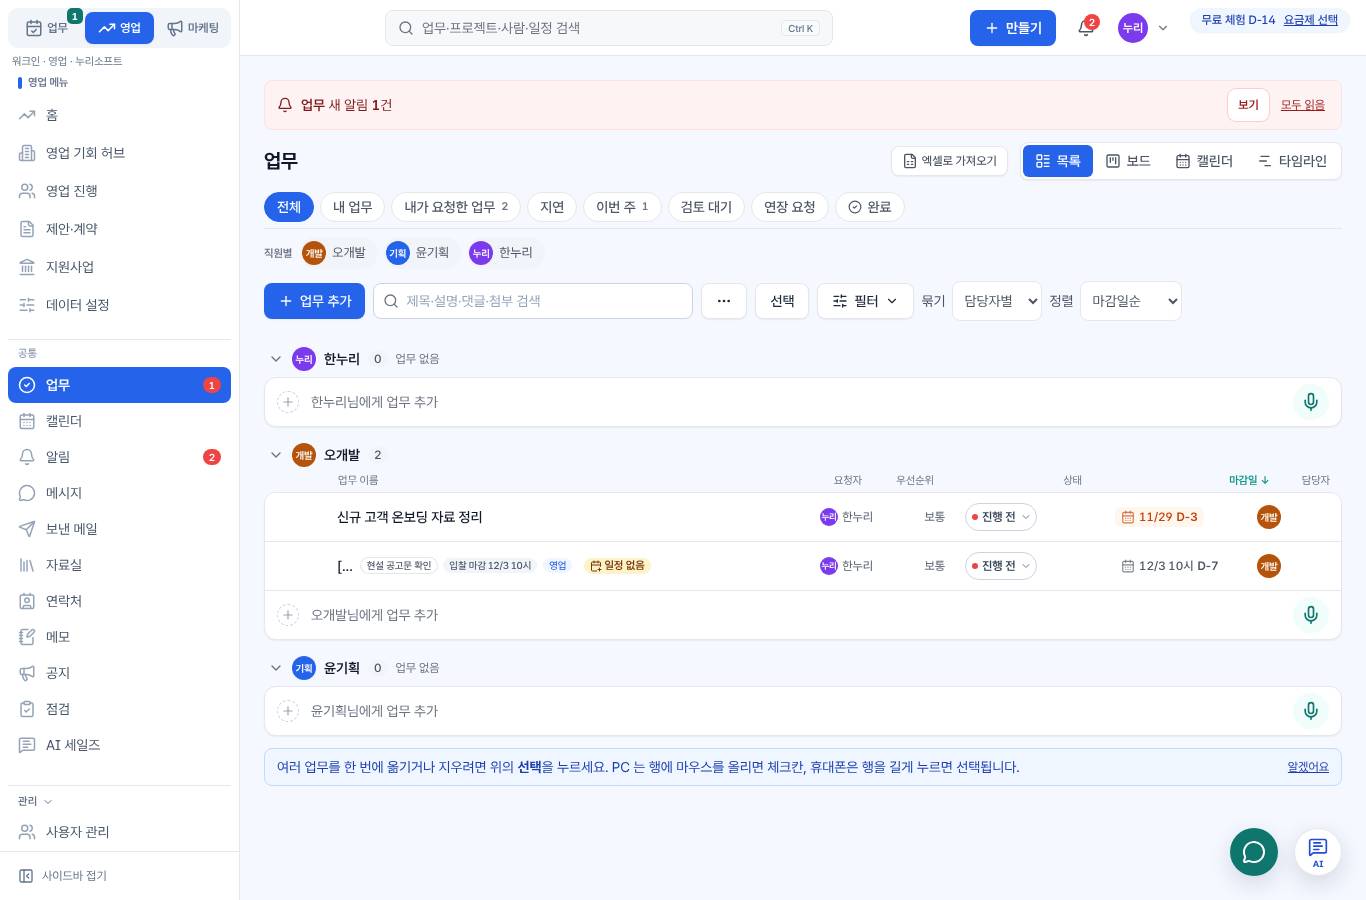 업무 1 영업 마케팅
워크인 · 영업 · 누리소프트
영업 메뉴
홈
영업 기회 허브
영업 진행
제안·계약
지원사업
데이터 설정
공통
업무 1
캘린더
알림 2
메시지
보낸 메일
자료실
연락처
메모
공지
점검
AI 세일즈
관리
사용자 관리
사이드바 접기
업무·프로젝트·사람·일정 검색 Ctrl K
만들기
2
누리
무료 체험 D-14 요금제 선택
업무 새 알림 1건 보기 모두 읽음
업무 엑셀로 가져오기 목록 보드 캘린더 타임라인
전체 내 업무 내가 요청한 업무 2 지연 이번 주 1 검토 대기 연장 요청 완료
직원별 개발 오개발 기획 윤기획 누리 한누리
업무 추가 제목·설명·댓글·첨부 검색 ··· 선택 필터 묶기 담당자별 정렬 마감일순
누리 한누리 0 업무 없음
한누리님에게 업무 추가
개발 오개발 2
업무 이름 요청자 우선순위 상태 마감일 ↓ 담당자
신규 고객 온보딩 자료 정리 누리 한누리 보통 진행 전 11/29 D-3 개발
[... 현설 공고문 확인 입찰 마감 12/3 10시 영업 일정 없음 누리 한누리 보통 진행 전 12/3 10시 D-7 개발
오개발님에게 업무 추가
기획 윤기획 0 업무 없음
윤기획님에게 업무 추가
여러 업무를 한 번에 옮기거나 지우려면 위의 선택을 누르세요. PC 는 행에 마우스를 올리면 체크칸, 휴대폰은 행을 길게 누르면 선택됩니다. 알겠어요
AI